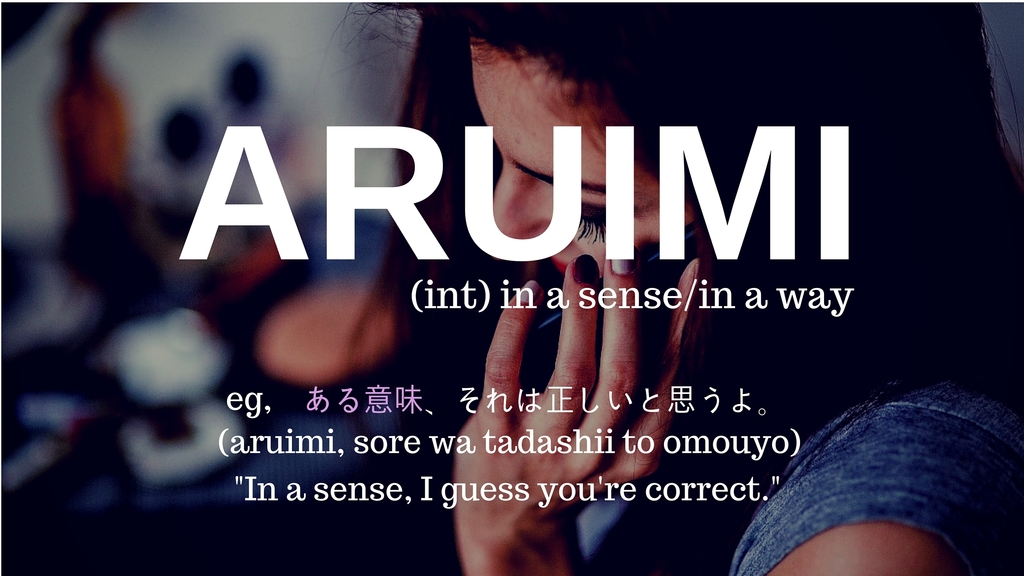 ARUIMI
(int) in a sense/in a way
eg, ある意味、それは正しいと思うよ。
(aruimi, sore wa tadashii to omouyo)
"In a sense, I guess you're correct."